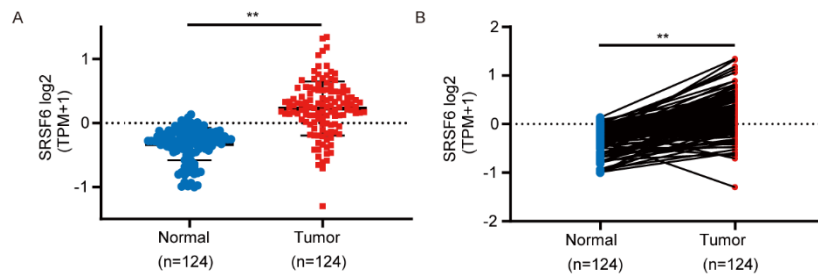 A
**
SRSF6 log2
(TPM+1)
1
0
-1
Normal
Tumor
(n=124)
(n=124)
B
**
SRSF6 log2
(TPM+1)
2
1
0
-1
-2
Normal
Tumor
(n=124)
(n=124)